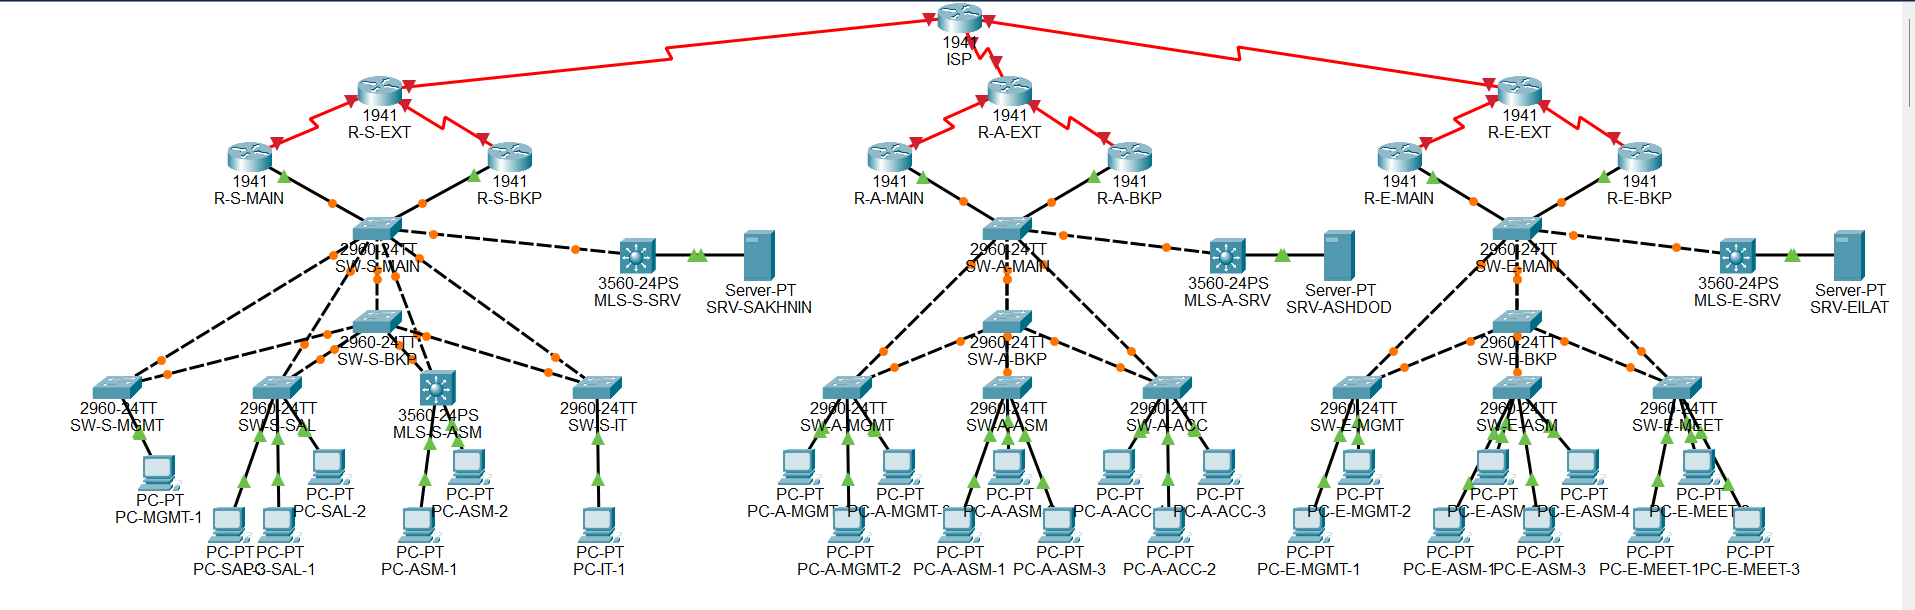 1941
ISP
1941
R-S-EXT
1941
R-A-EXT
1941
R-E-EXT
1941
R-S-MAIN
1941
R-S-BKP
1941
R-A-MAIN
1941
R-A-BKP
1941
R-E-MAIN
1941
R-E-BKP
2960-24TT
SW-S-MAIN
3560-24PS
MLS-S-SRV
Server-PT
SRV-SAKHNIN
2960-24TT
SW-A-MAIN
3560-24PS
MLS-A-SRV
Server-PT
SRV-ASHDOD
2960-24TT
SW-E-MAIN
3560-24PS
MLS-E-SRV
Server-PT
SRV-EILAT
2960-24TT
SW-S-BKP
2960-24TT
SW-A-BKP
2960-24TT
SW-E-BKP
2960-24TT
SW-S-MGMT
2960-24TT
SW-S-SAL
3560-24PS
MLS-S-ASM
2960-24TT
SW-S-IT
2960-24TT
SW-A-MGMT
2960-24TT
SW-A-ASM
2960-24TT
SW-A-ACC
2960-24TT
SW-E-MGMT
2960-24TT
SW-E-ASM
2960-24TT
SW-E-MEET
PC-PT
PC-MGMT-1
PC-PT
PC-SAL-2
PC-PT
PC-ASM-2
PC-PT
PC-A-MGMT
PC-PT
PC-A-MGMT-
PC-PT
PC-A-ASM
PC-PT
PC-A-ACC
PC-PT
PC-A-ACC-3
PC-PT
PC-E-MGMT-2
PC-PT
PC-E-ASM
PC-PT
PC-E-ASM-4
PC-PT
PC-E-MEET
PC-PT
PC-SAL-3
PC-PT
PC-SAL-1
PC-PT
PC-ASM-1
PC-PT
PC-IT-1
PC-PT
PC-A-MGMT-2
PC-PT
PC-A-ASM-1
PC-PT
PC-A-ASM-3
PC-PT
PC-A-ACC-2
PC-PT
PC-E-MGMT-1
PC-PT
PC-E-ASM-1
PC-PT
PC-E-ASM-3
PC-PT
PC-E-MEET-1
PC-PT
PC-E-MEET-3